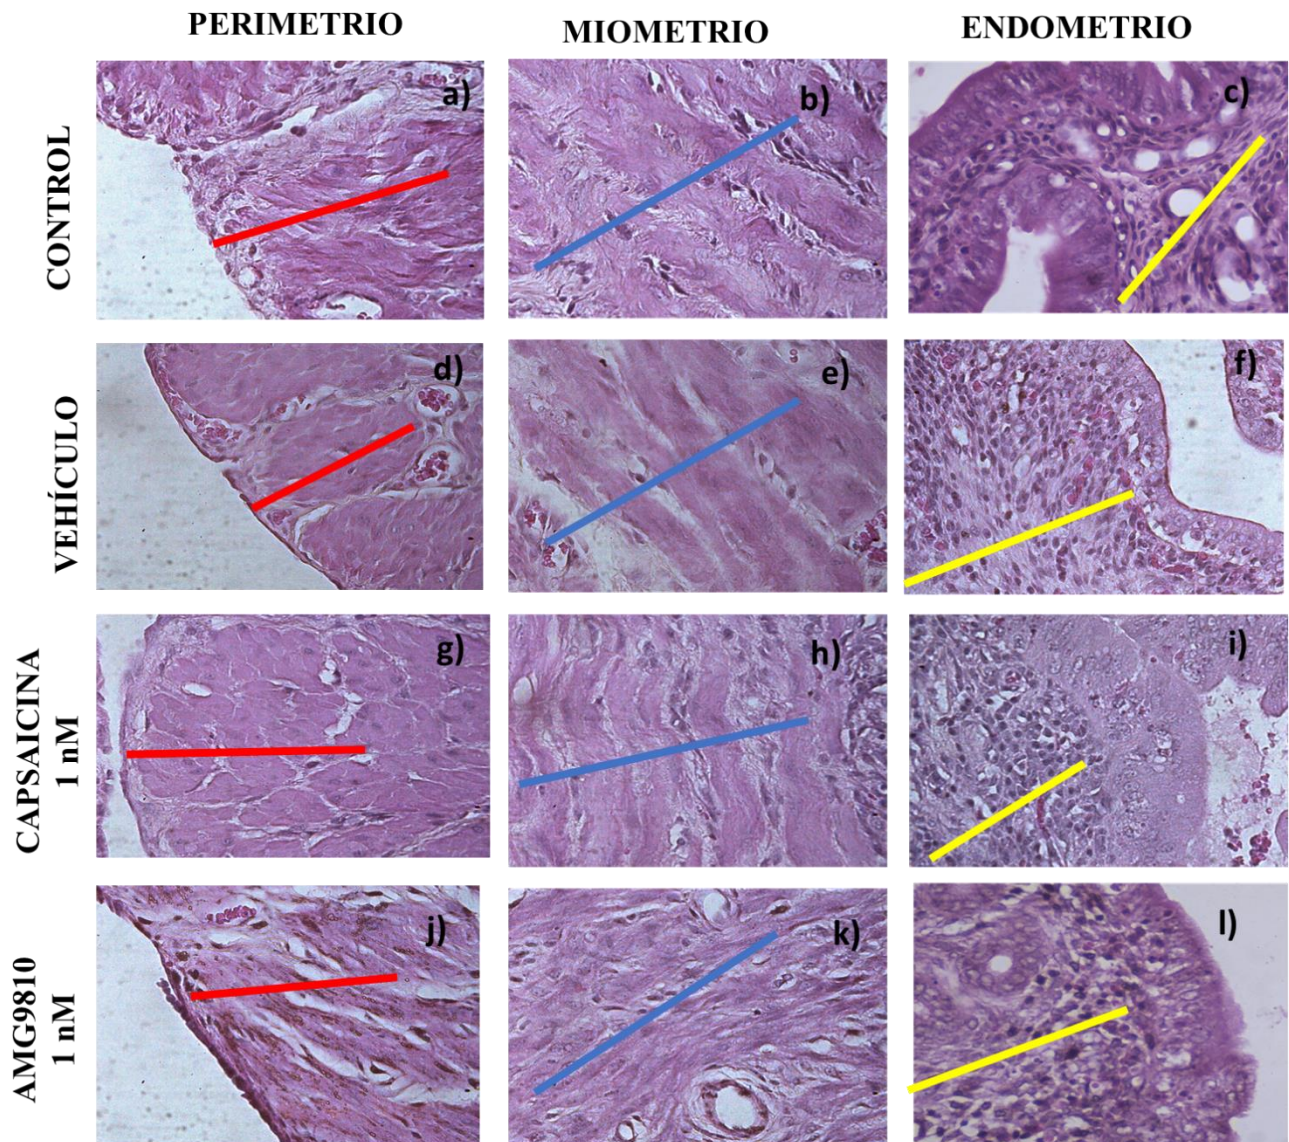 PERIMETRIO
MIOMETRIO
ENDOMETRIO
CONTROL
a)
b)
c)
VEHÍCULO
d)
e)
f)
CAPSAICINA
1 nM
g)
h)
i)
AMG9810
1 nM
j)
k)
l)